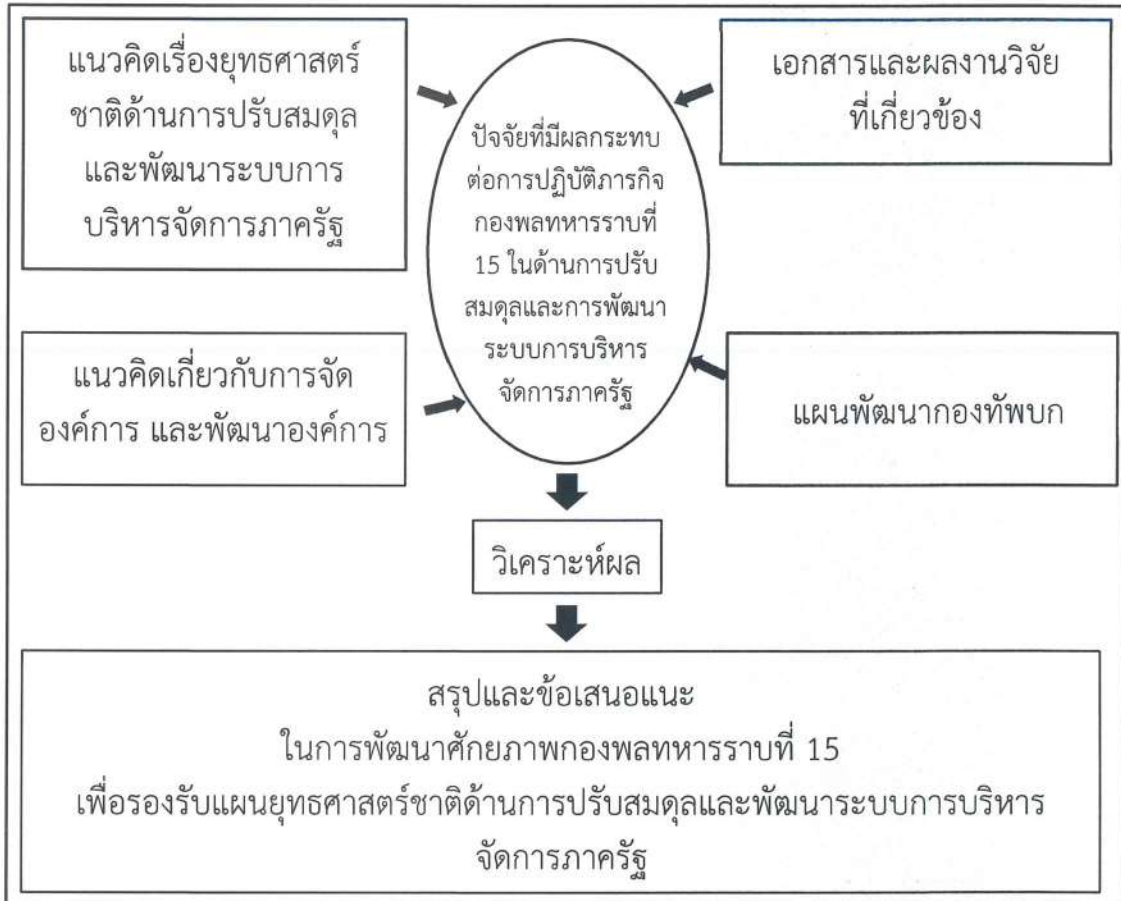 แนวคิดเรื่องยุทธศาสตร์
ชาติด้านการปรับสมดุล
และพัฒนาระบบการ
บริหารจัดการภาครัฐ
ปัจจัยที่มีผลกระทบ
ต่อการปฏิบัติภารกิจ
กองพลทหารราบที่
15 ในด้านการปรับ
สมดุลและการพัฒนา
ระบบการบริหาร
จัดการภาครัฐ
เอกสารและผลงานวิจัย
ที่เกี่ยวข้อง
แนวคิดเกี่ยวกับการจัด
องค์การ และพัฒนาองค์การ
แผนพัฒนากองทัพบก
วิเคราะห์ผล
สรุปและข้อเสนอแนะ
ในการพัฒนาศักยภาพกองพลทหารราบที่ 15
เพื่อรองรับแผนยุทธศาสตร์ชาติด้านการปรับสมดุลและพัฒนาระบบการบริหาร
จัดการภาครัฐ